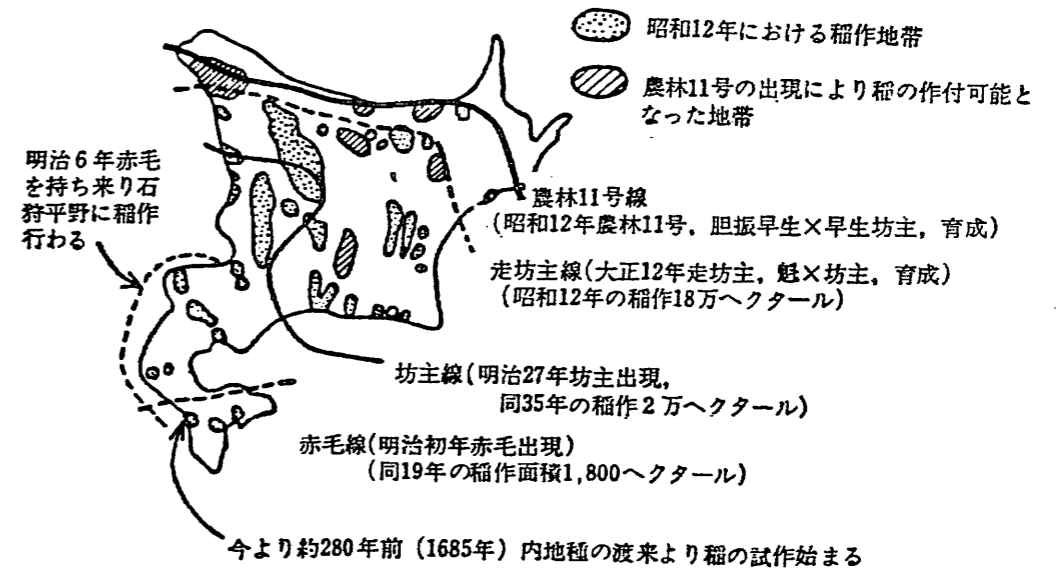 昭和12年における稲作地帯
農林11号の出現により稲の作付可能と
なった地帯
明治6年赤毛
を持ち来り石
狩平野に稲作
行わる
農林11号線
(昭和12年農林11号，胆振早生×早生坊主，育成)
走坊主線(大正12年走坊主，魁×坊主，育成)
(昭和12年の稲作18万ヘクタール)
坊主線(明治27年坊主出現，
同35年の稲作2万ヘクタール)
赤毛線(明治初年赤毛出現)
(同19年の稲作面積1,800ヘクタール)
今より約280年前（1685年）内地種の渡来より稲の試作始まる